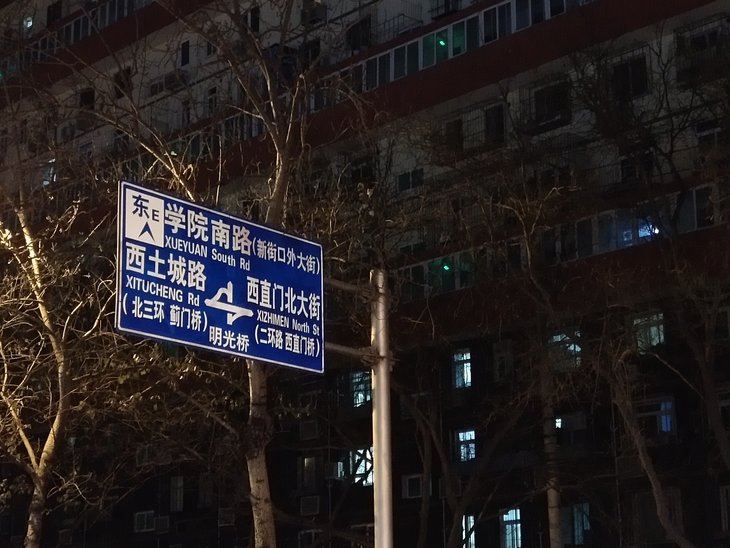 东E
学院南路(新街口外大街)
XUEYUAN South Rd
西土城路
XITUCHENG Rd
(北三环 蓟门桥)
西直门北大街
XIZHIMEN North St
(二环路 西直门桥)
明光桥